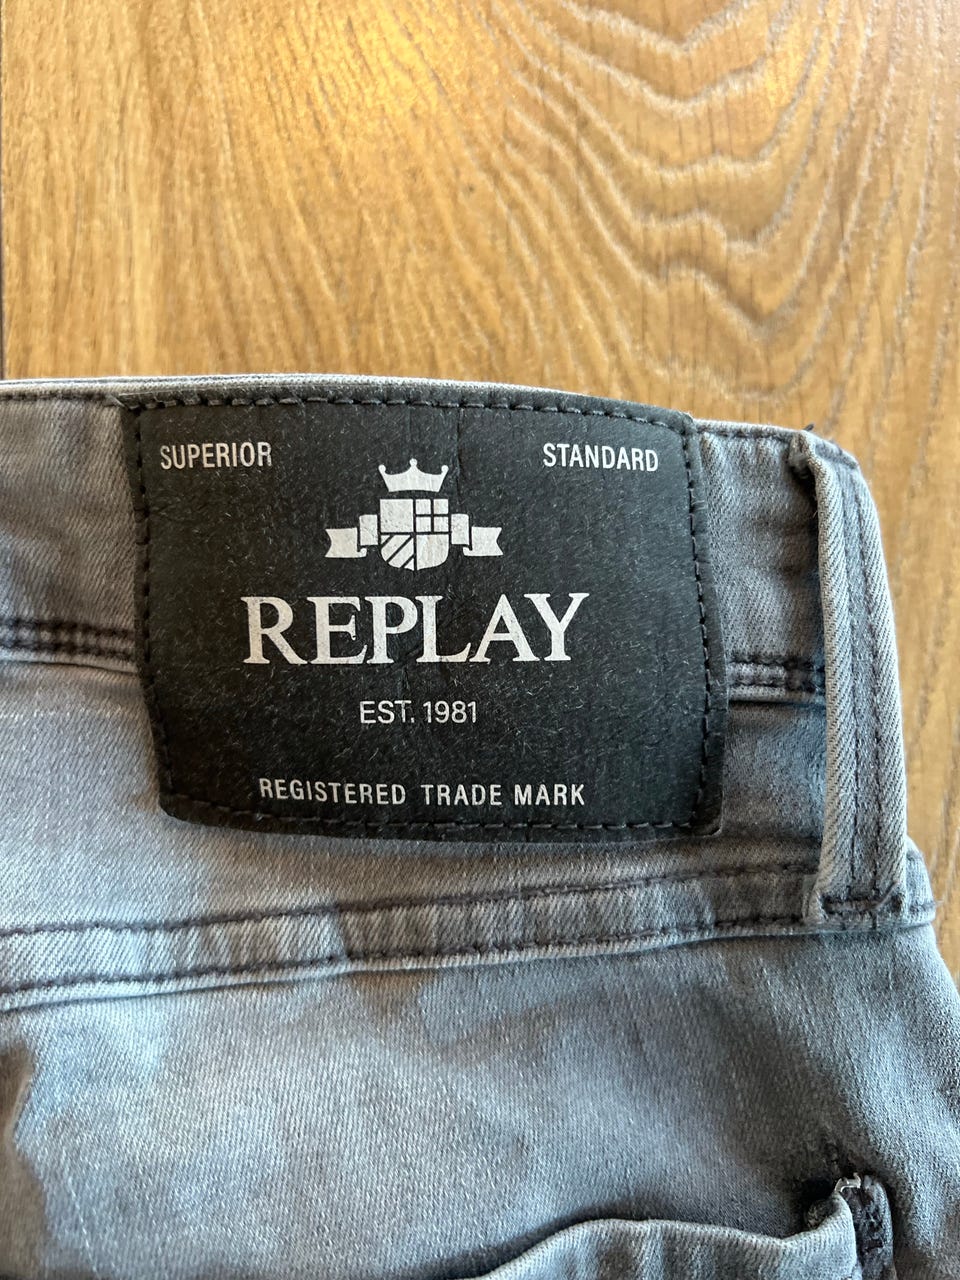 SUPERIOR STANDARD
REPLAY
EST. 1981
REGISTERED TRADE MARK